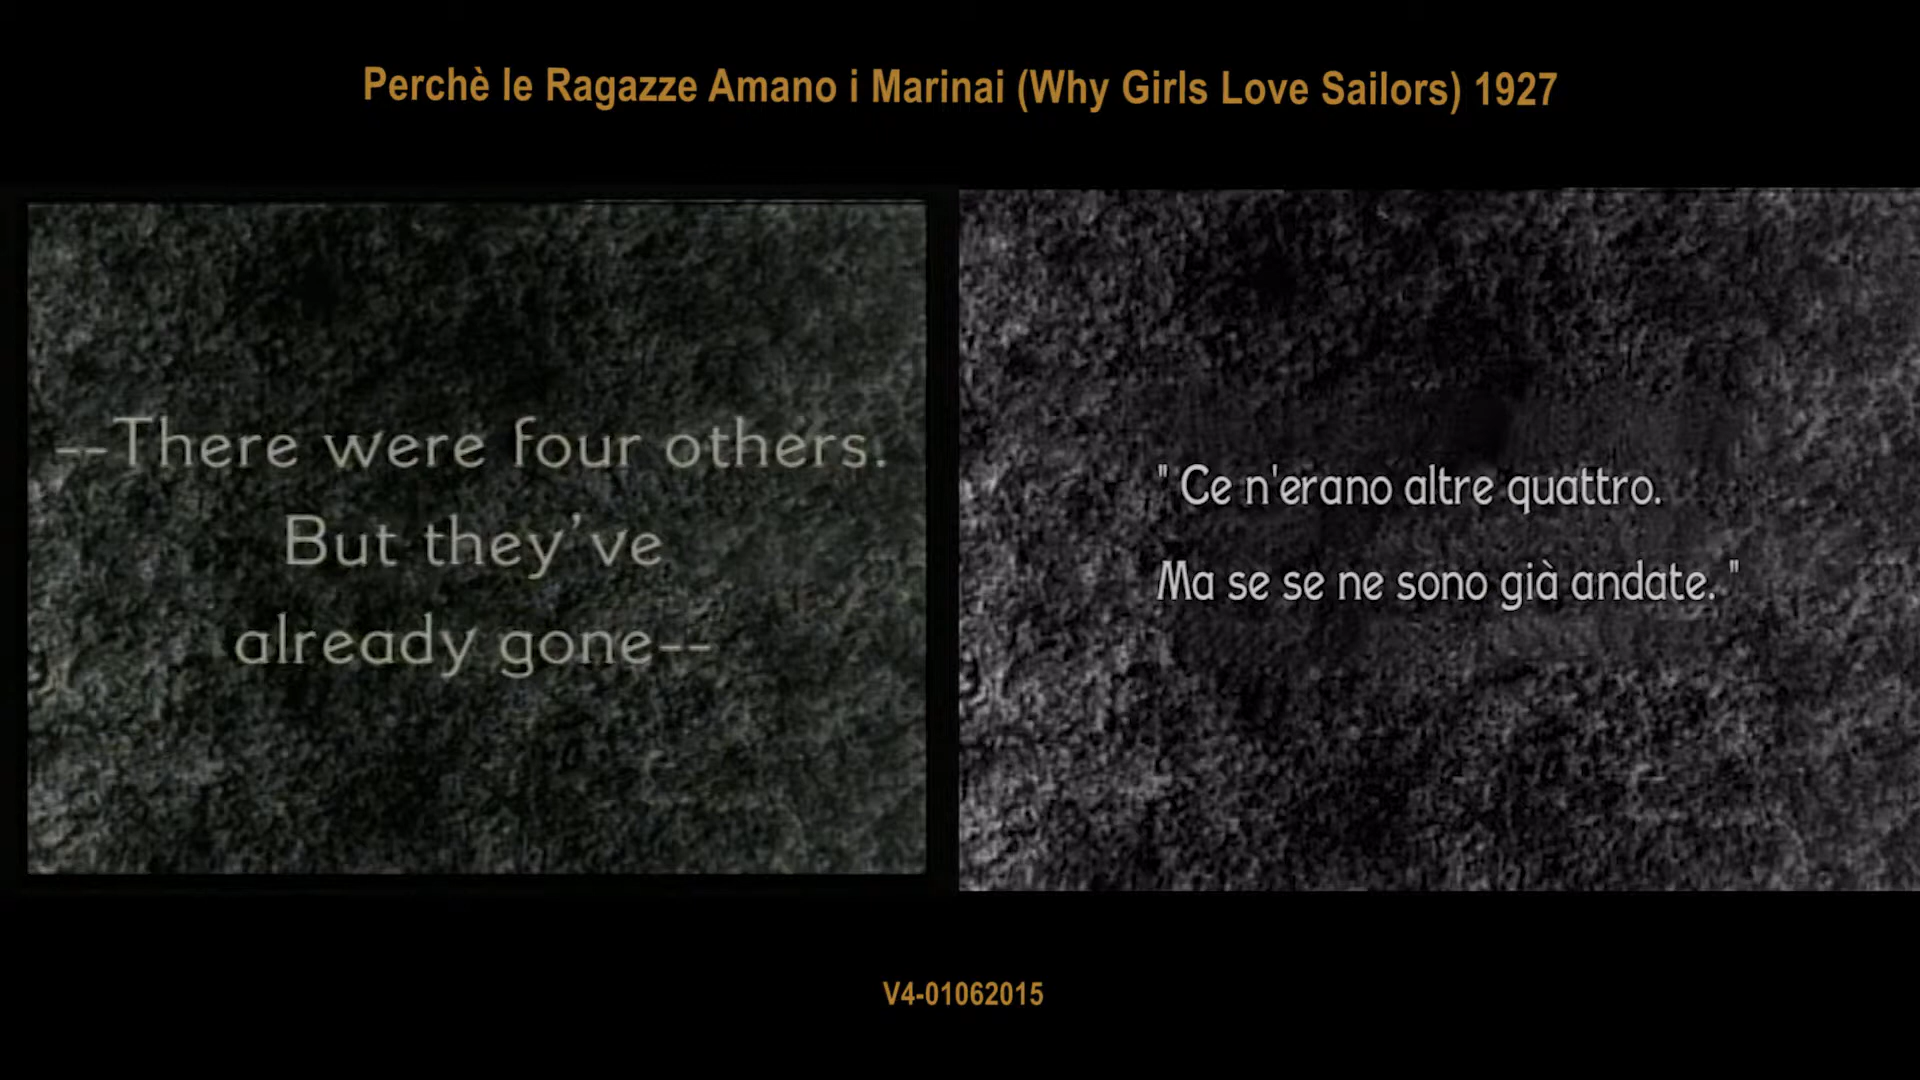 Perchè le Ragazze Amano i Marinai (Why Girls Love Sailors) 1927
--There were four others.
But they've
already gone--
" Ce n'erano altre quattro.
Ma se se ne sono già andate. "
V4-01062015